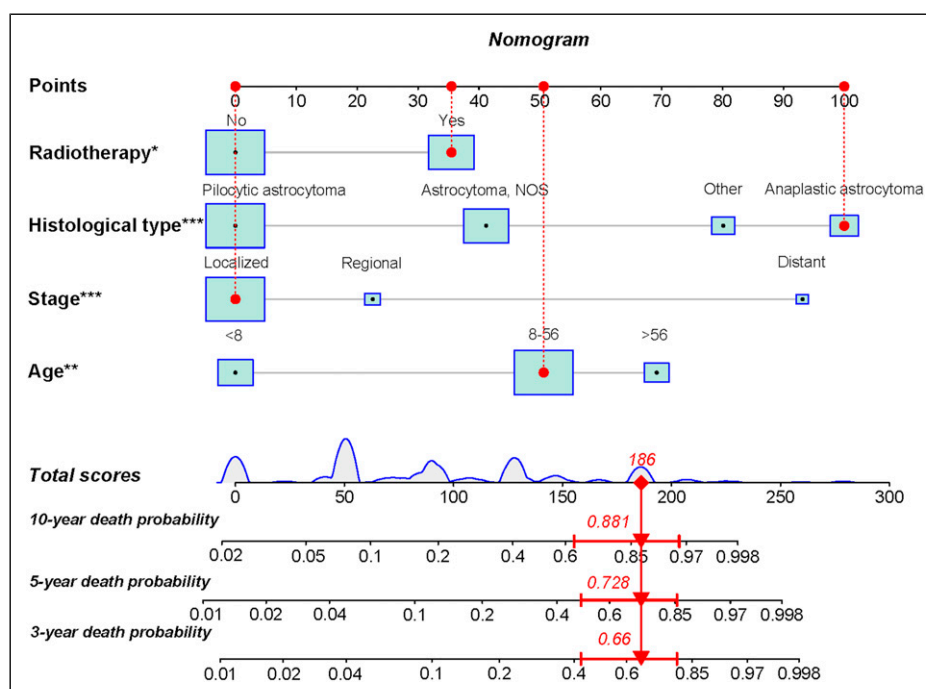 Nomogram
Points
0 10 20 30 40 50 60 70 80 90 100
No Yes
Radiotherapy*
Pilocytic astrocytoma Astrocytoma, NOS Other Anaplastic astrocytoma
Histological type***
Localized Regional Distant
Stage***
<8 8-56 >56
Age**
Total scores 186
0 50 100 150 200 250 300
10-year death probability 0.881
0.02 0.05 0.1 0.2 0.4 0.6 0.85 0.97 0.998
5-year death probability 0.728
0.01 0.02 0.04 0.1 0.2 0.4 0.6 0.85 0.97 0.998
3-year death probability 0.66
0.01 0.02 0.04 0.1 0.2 0.4 0.6 0.85 0.97 0.998